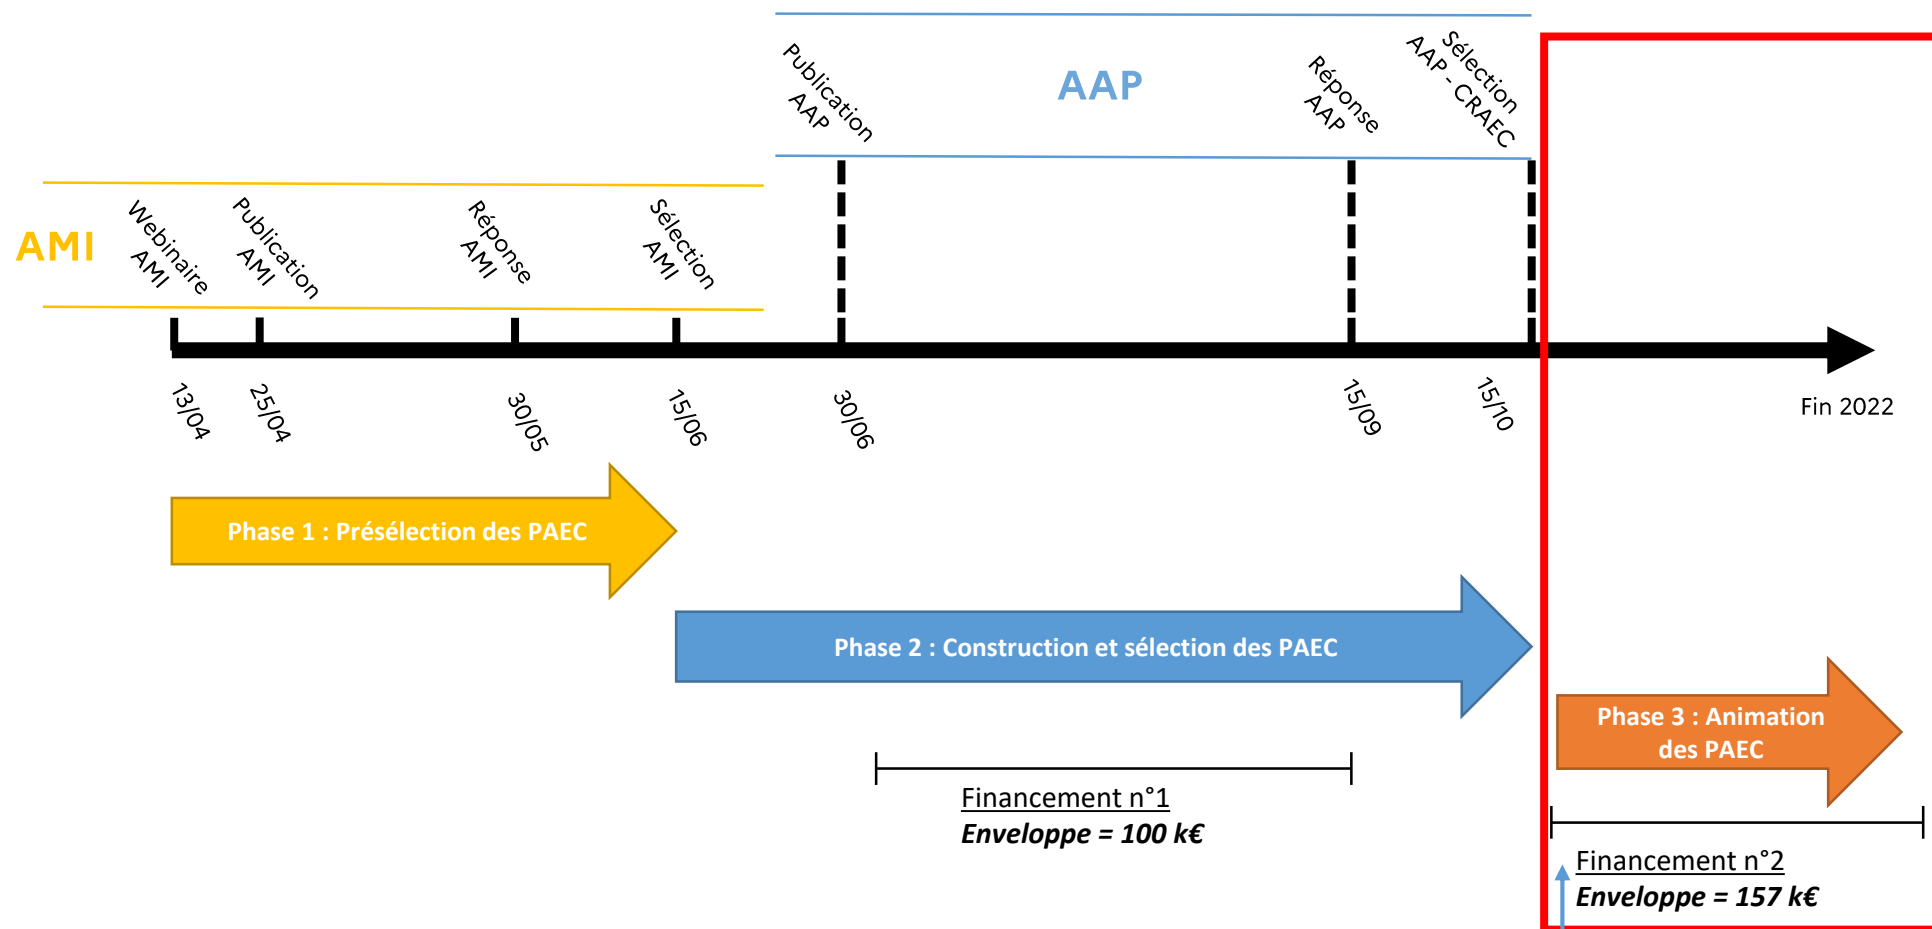 AAP
Publication
AAP
Réponse
AAP
Sélection
AAP - CRAEC
AMI
Webinaire
AMI
Publication
AMI
Réponse
AMI
Sélection
AMI
13/04
25/04
30/05
15/06
30/06
15/09
15/10
Fin 2022
Phase 1 : Présélection des PAEC
Phase 2 : Construction et sélection des PAEC
Phase 3 : Animation
des PAEC
Financement n°1
Enveloppe = 100 k€
Financement n°2
Enveloppe = 157 k€